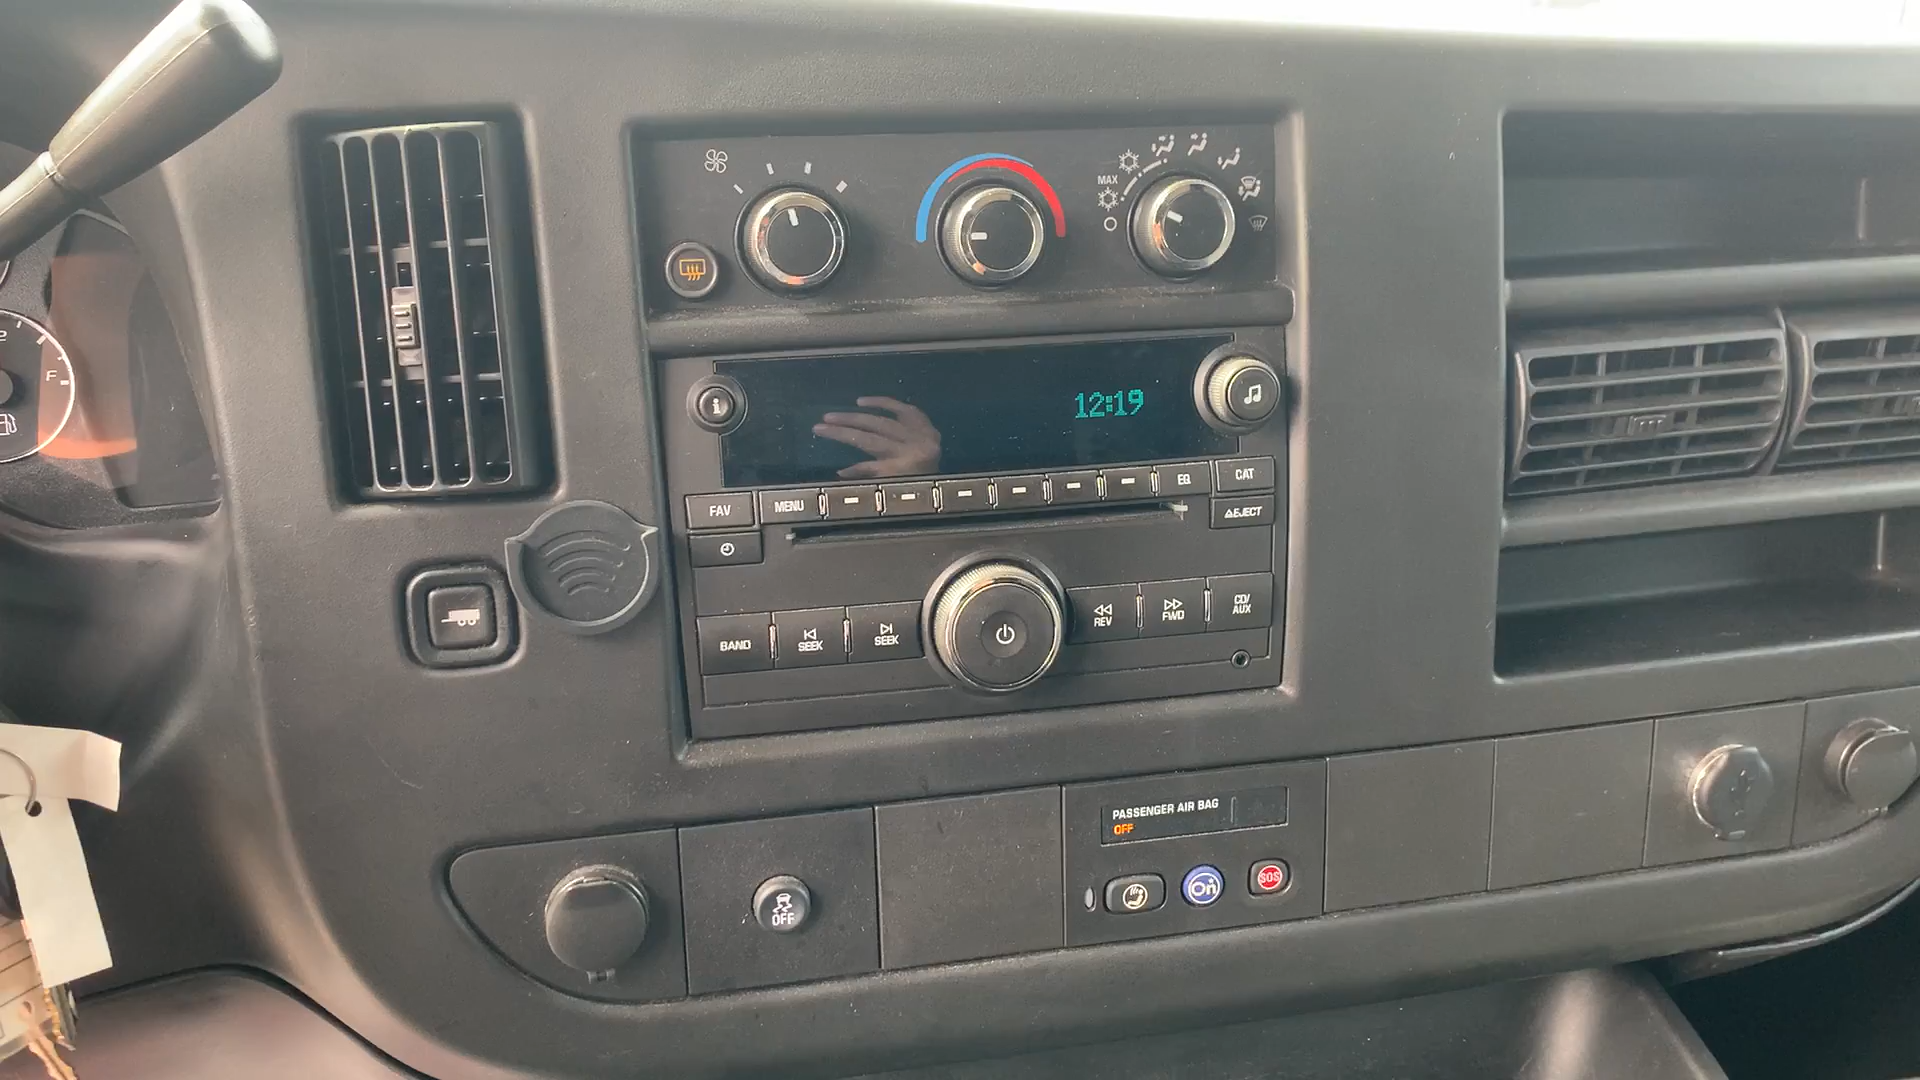 MAX
F
12:19
FAV
MENU
EQ
CAT
EJECT
BAND
SEEK
SEEK
REV
FWD
CD/
AUX
PASSENGER AIR BAG
OFF
OFF
On
SOS